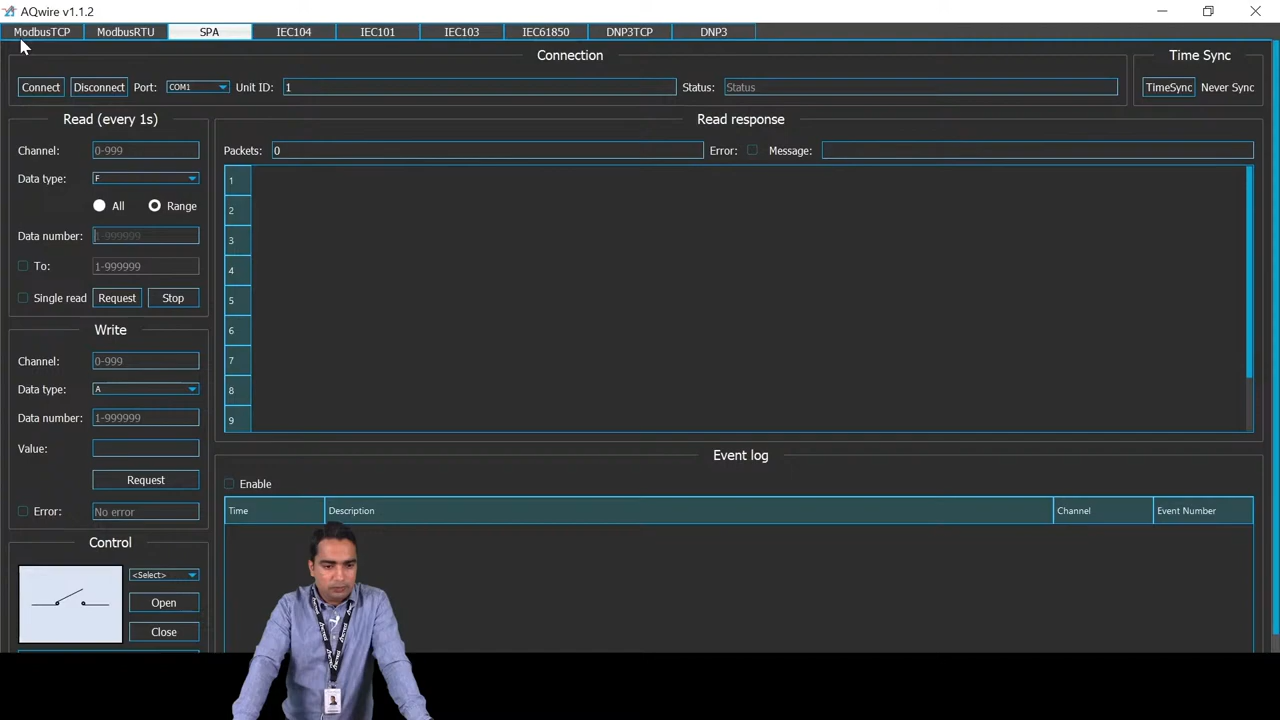 AQwire v1.1.2
ModbusTCP ModbusRTU SPA IEC104 IEC101 IEC103 IEC61850 DNP3TCP DNP3
Connection
Time Sync
Connect Disconnect Port: COM1 Unit ID: 1 Status: Status TimeSync Never Sync
Read (every 1s)
Read response
Channel: 0-999
Packets: 0 Error: Message:
Data type: F
All Range
Data number: 1-999999
To: 1-999999
Single read Request Stop
1
2
3
4
5
6
7
8
9
Write
Channel: 0-999
Data type: A
Data number: 1-999999
Value:
Request
Error: No error
Event log
Enable
Time Description Channel Event Number
Control
<Select>
Open
Close